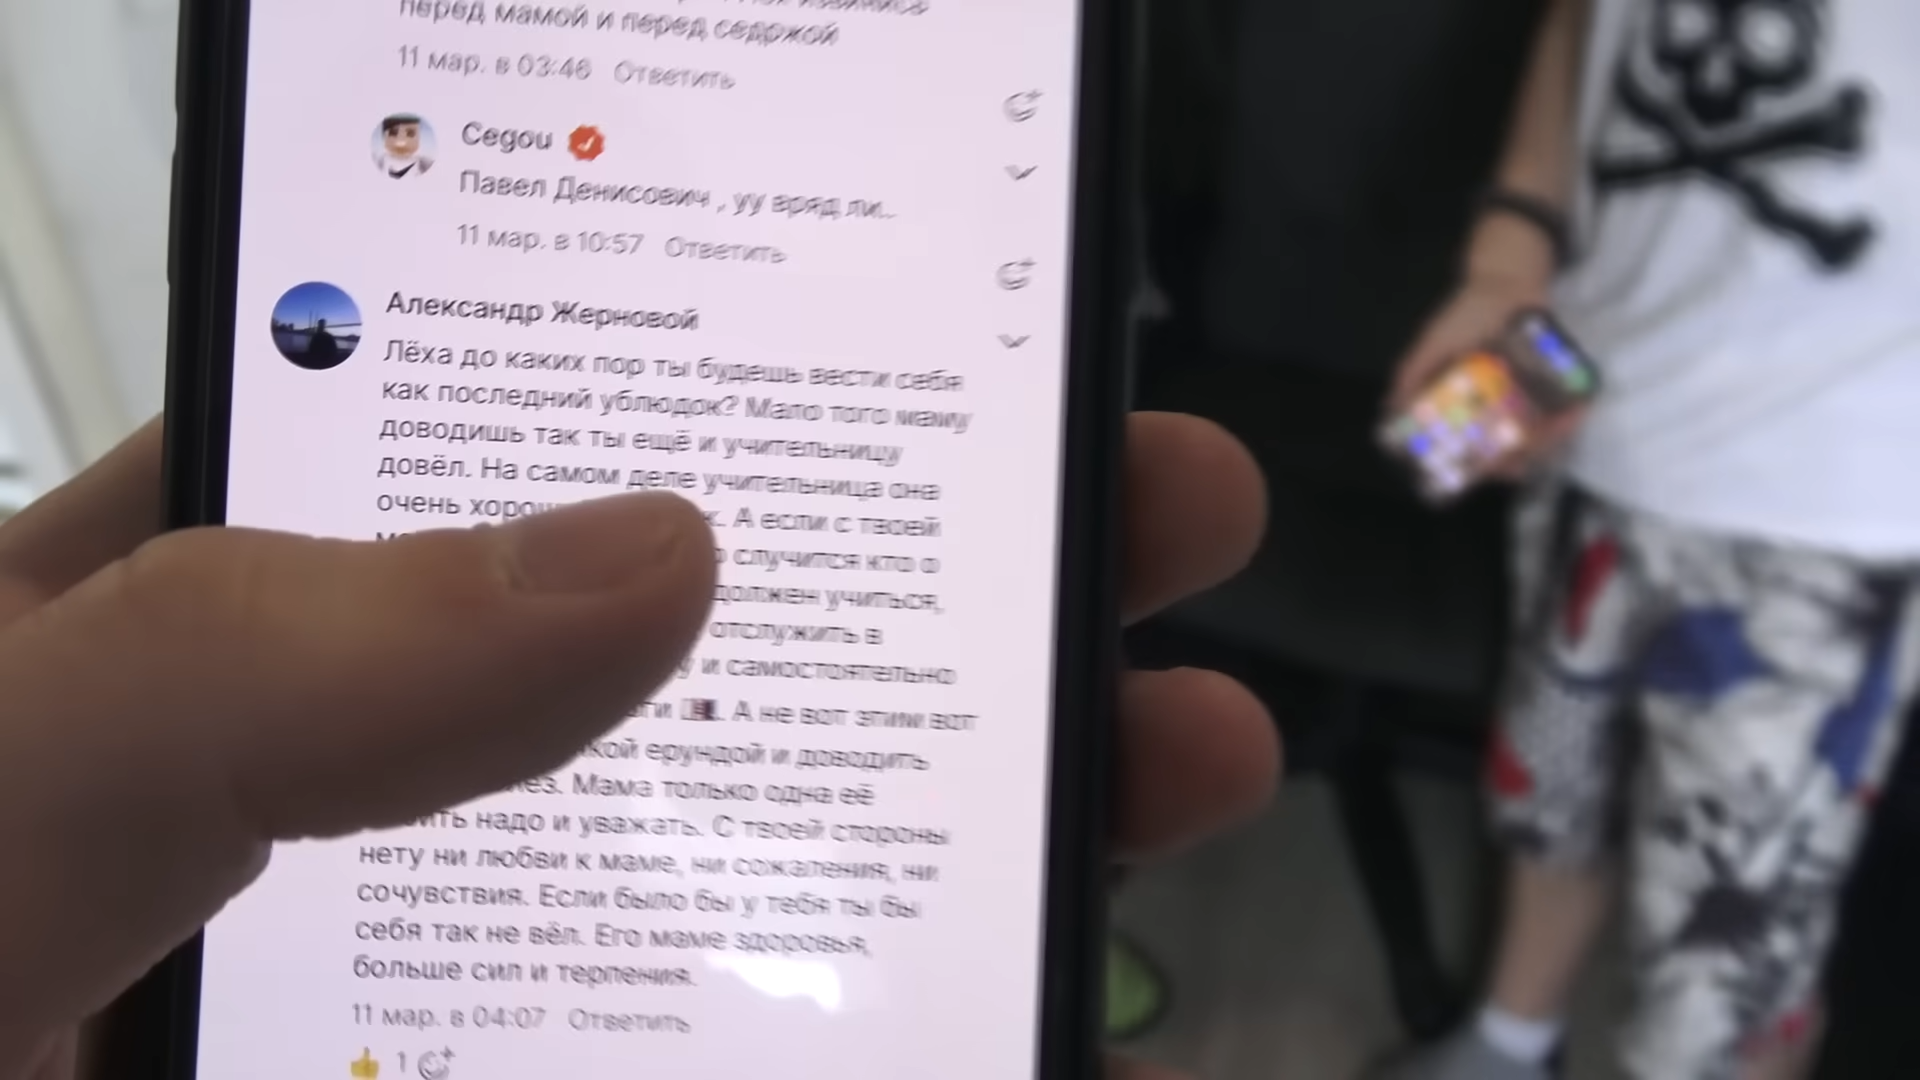 перед мамой и перед седржой
11 мар. в 03:46 Ответить
Cegou
Павел Денисович , уу вряд ли..
11 мар. в 10:57 Ответить
Александр Жерновой
Лёха до каких пор ты будешь вести себя
как последний ублюдок? Мало того маму
доводишь так ты ещё и учительницу
довёл. На самом деле учительница она
очень А если с твоей
случится кто о
должен учиться,
отслужить в
и самостоятельно
А не вот этим вот
ерундой и доводить
Мама только одна её
надо и уважать. С твоей стороны
нету ни любви к маме, ни сожаления, ни
сочувствия. Если было бы у тебя ты бы
себя так не вёл. Его маме здоровья,
больше сил и терпения.
11 мар. в 04:07 Ответить
1